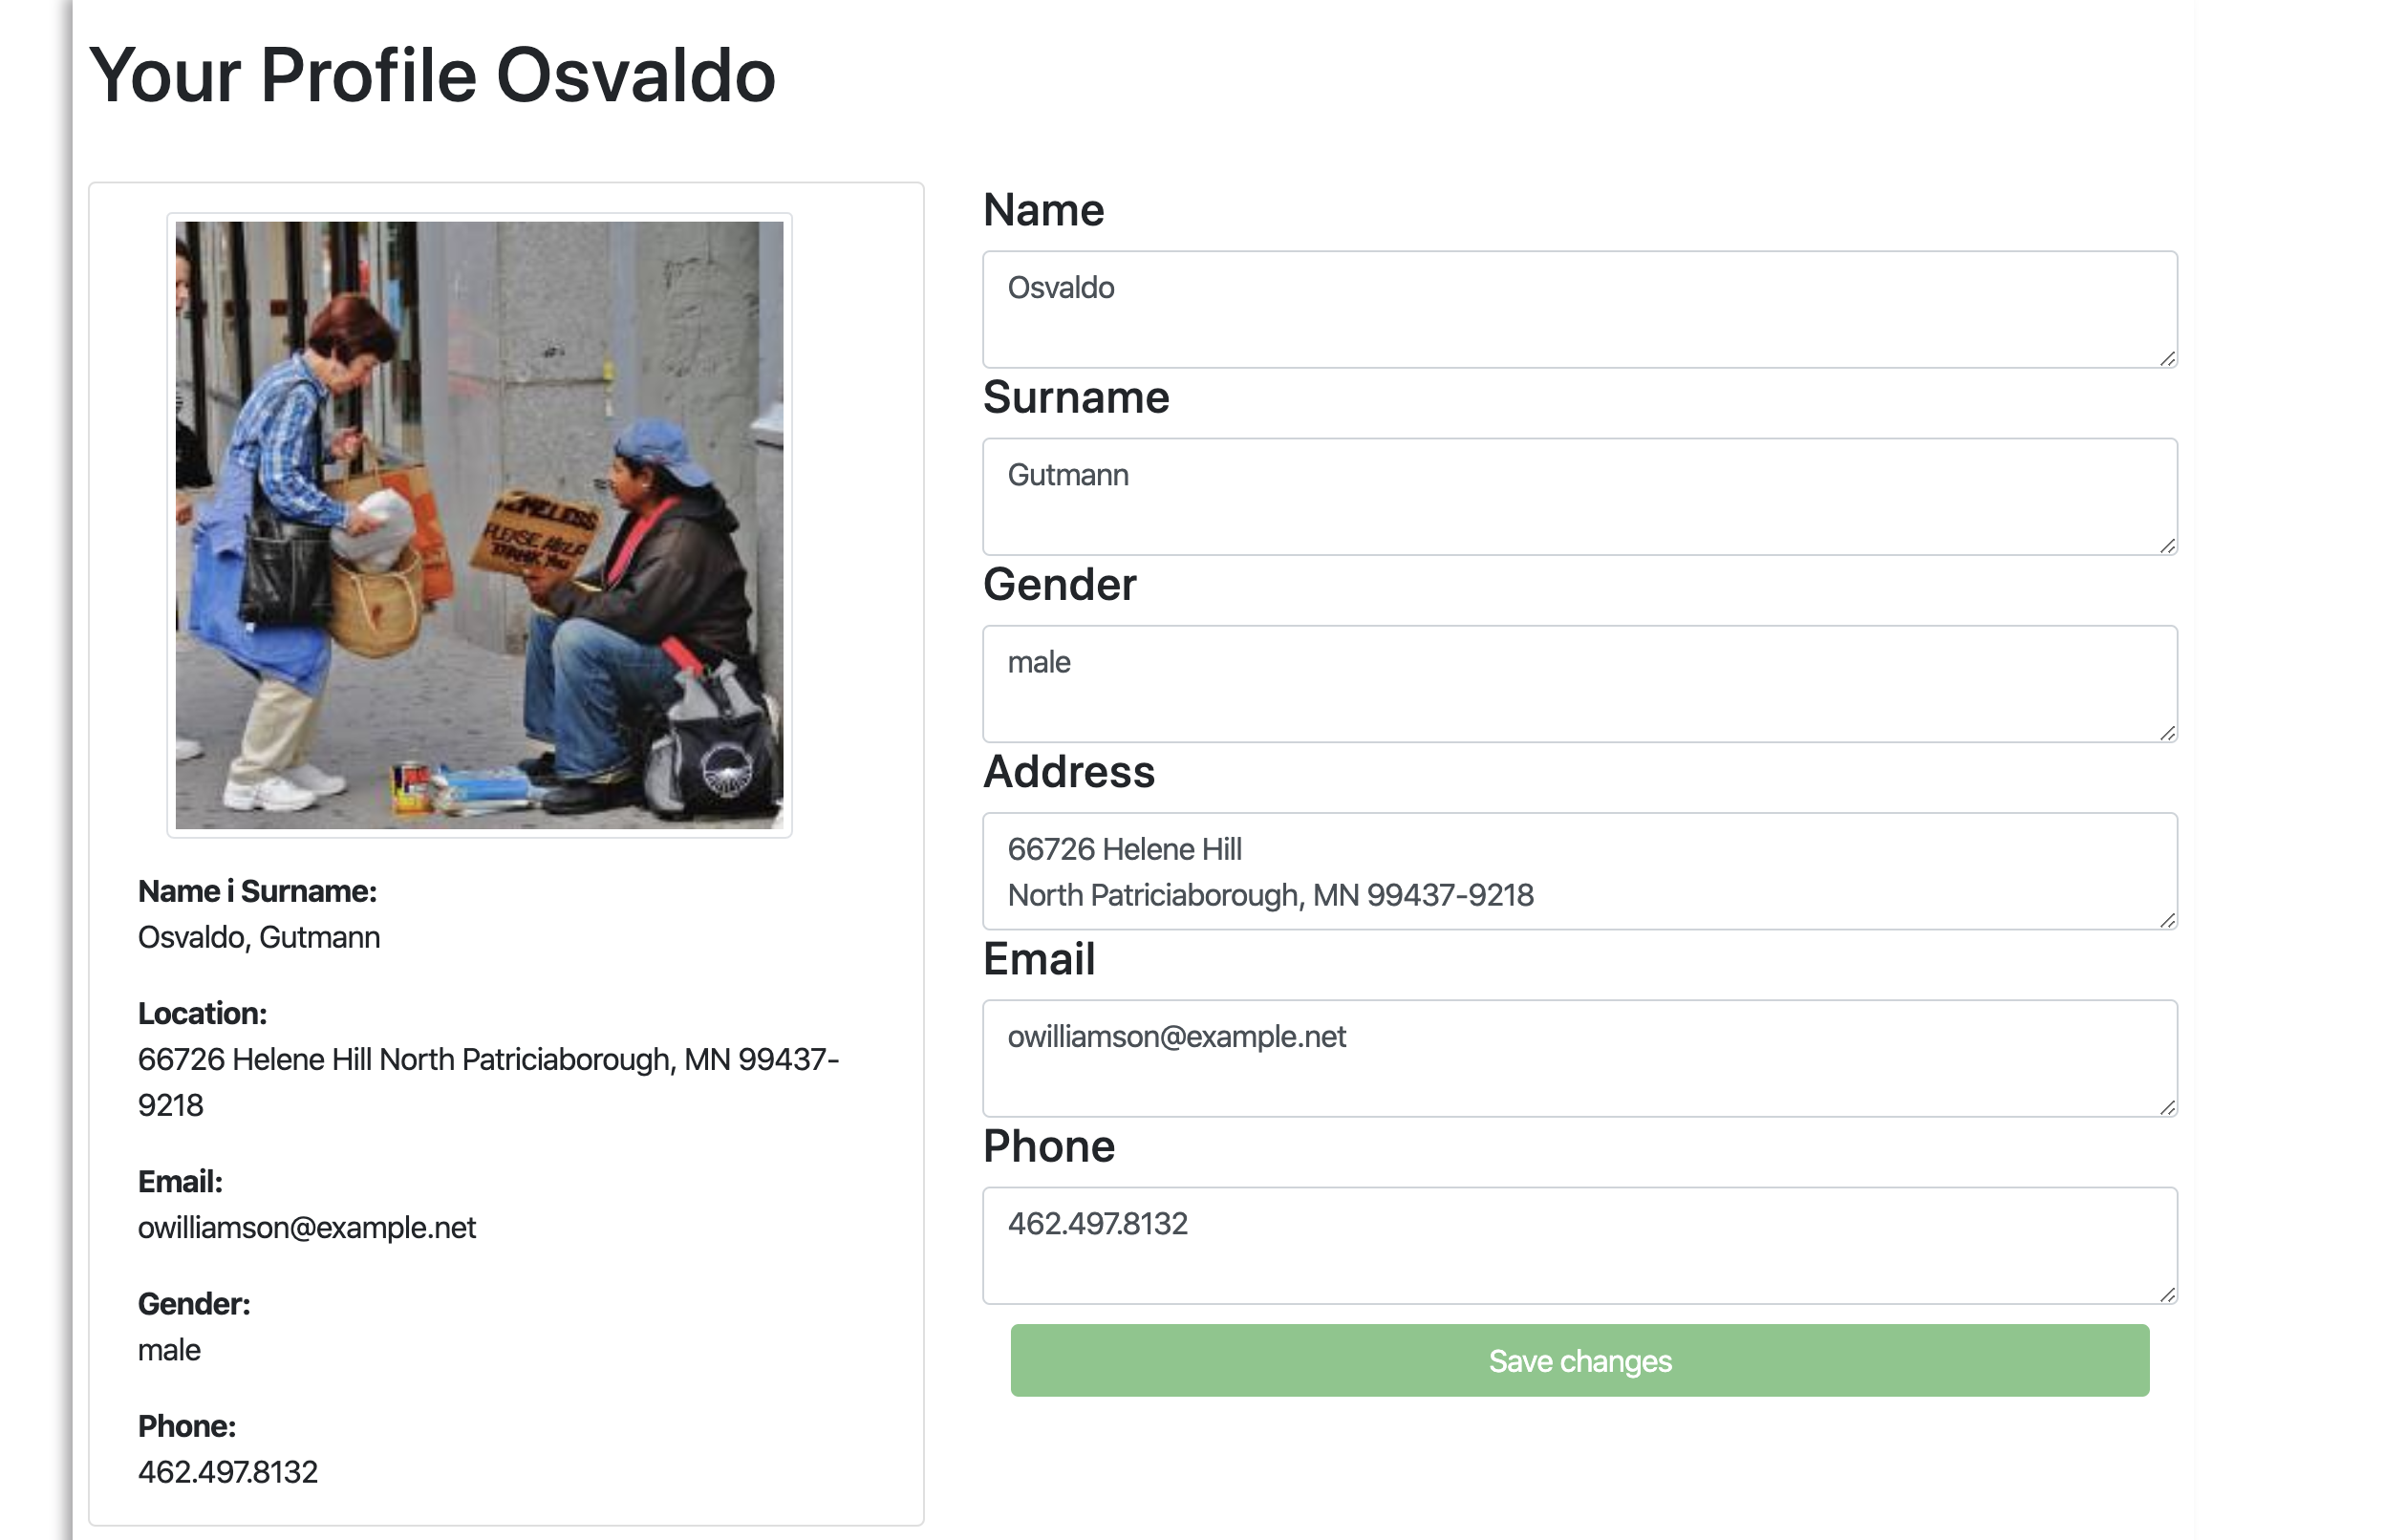 Your Profile Osvaldo
HOMELESS
PLEASE HELP
THANK YOU
Name i Surname:
Osvaldo, Gutmann
Location:
66726 Helene Hill North Patriciaborough, MN 99437-
9218
Email:
owilliamson@example.net
Gender:
male
Phone:
462.497.8132
Name
Osvaldo
Surname
Gutmann
Gender
male
Address
66726 Helene Hill
North Patriciaborough, MN 99437-9218
Email
owilliamson@example.net
Phone
462.497.8132
Save changes